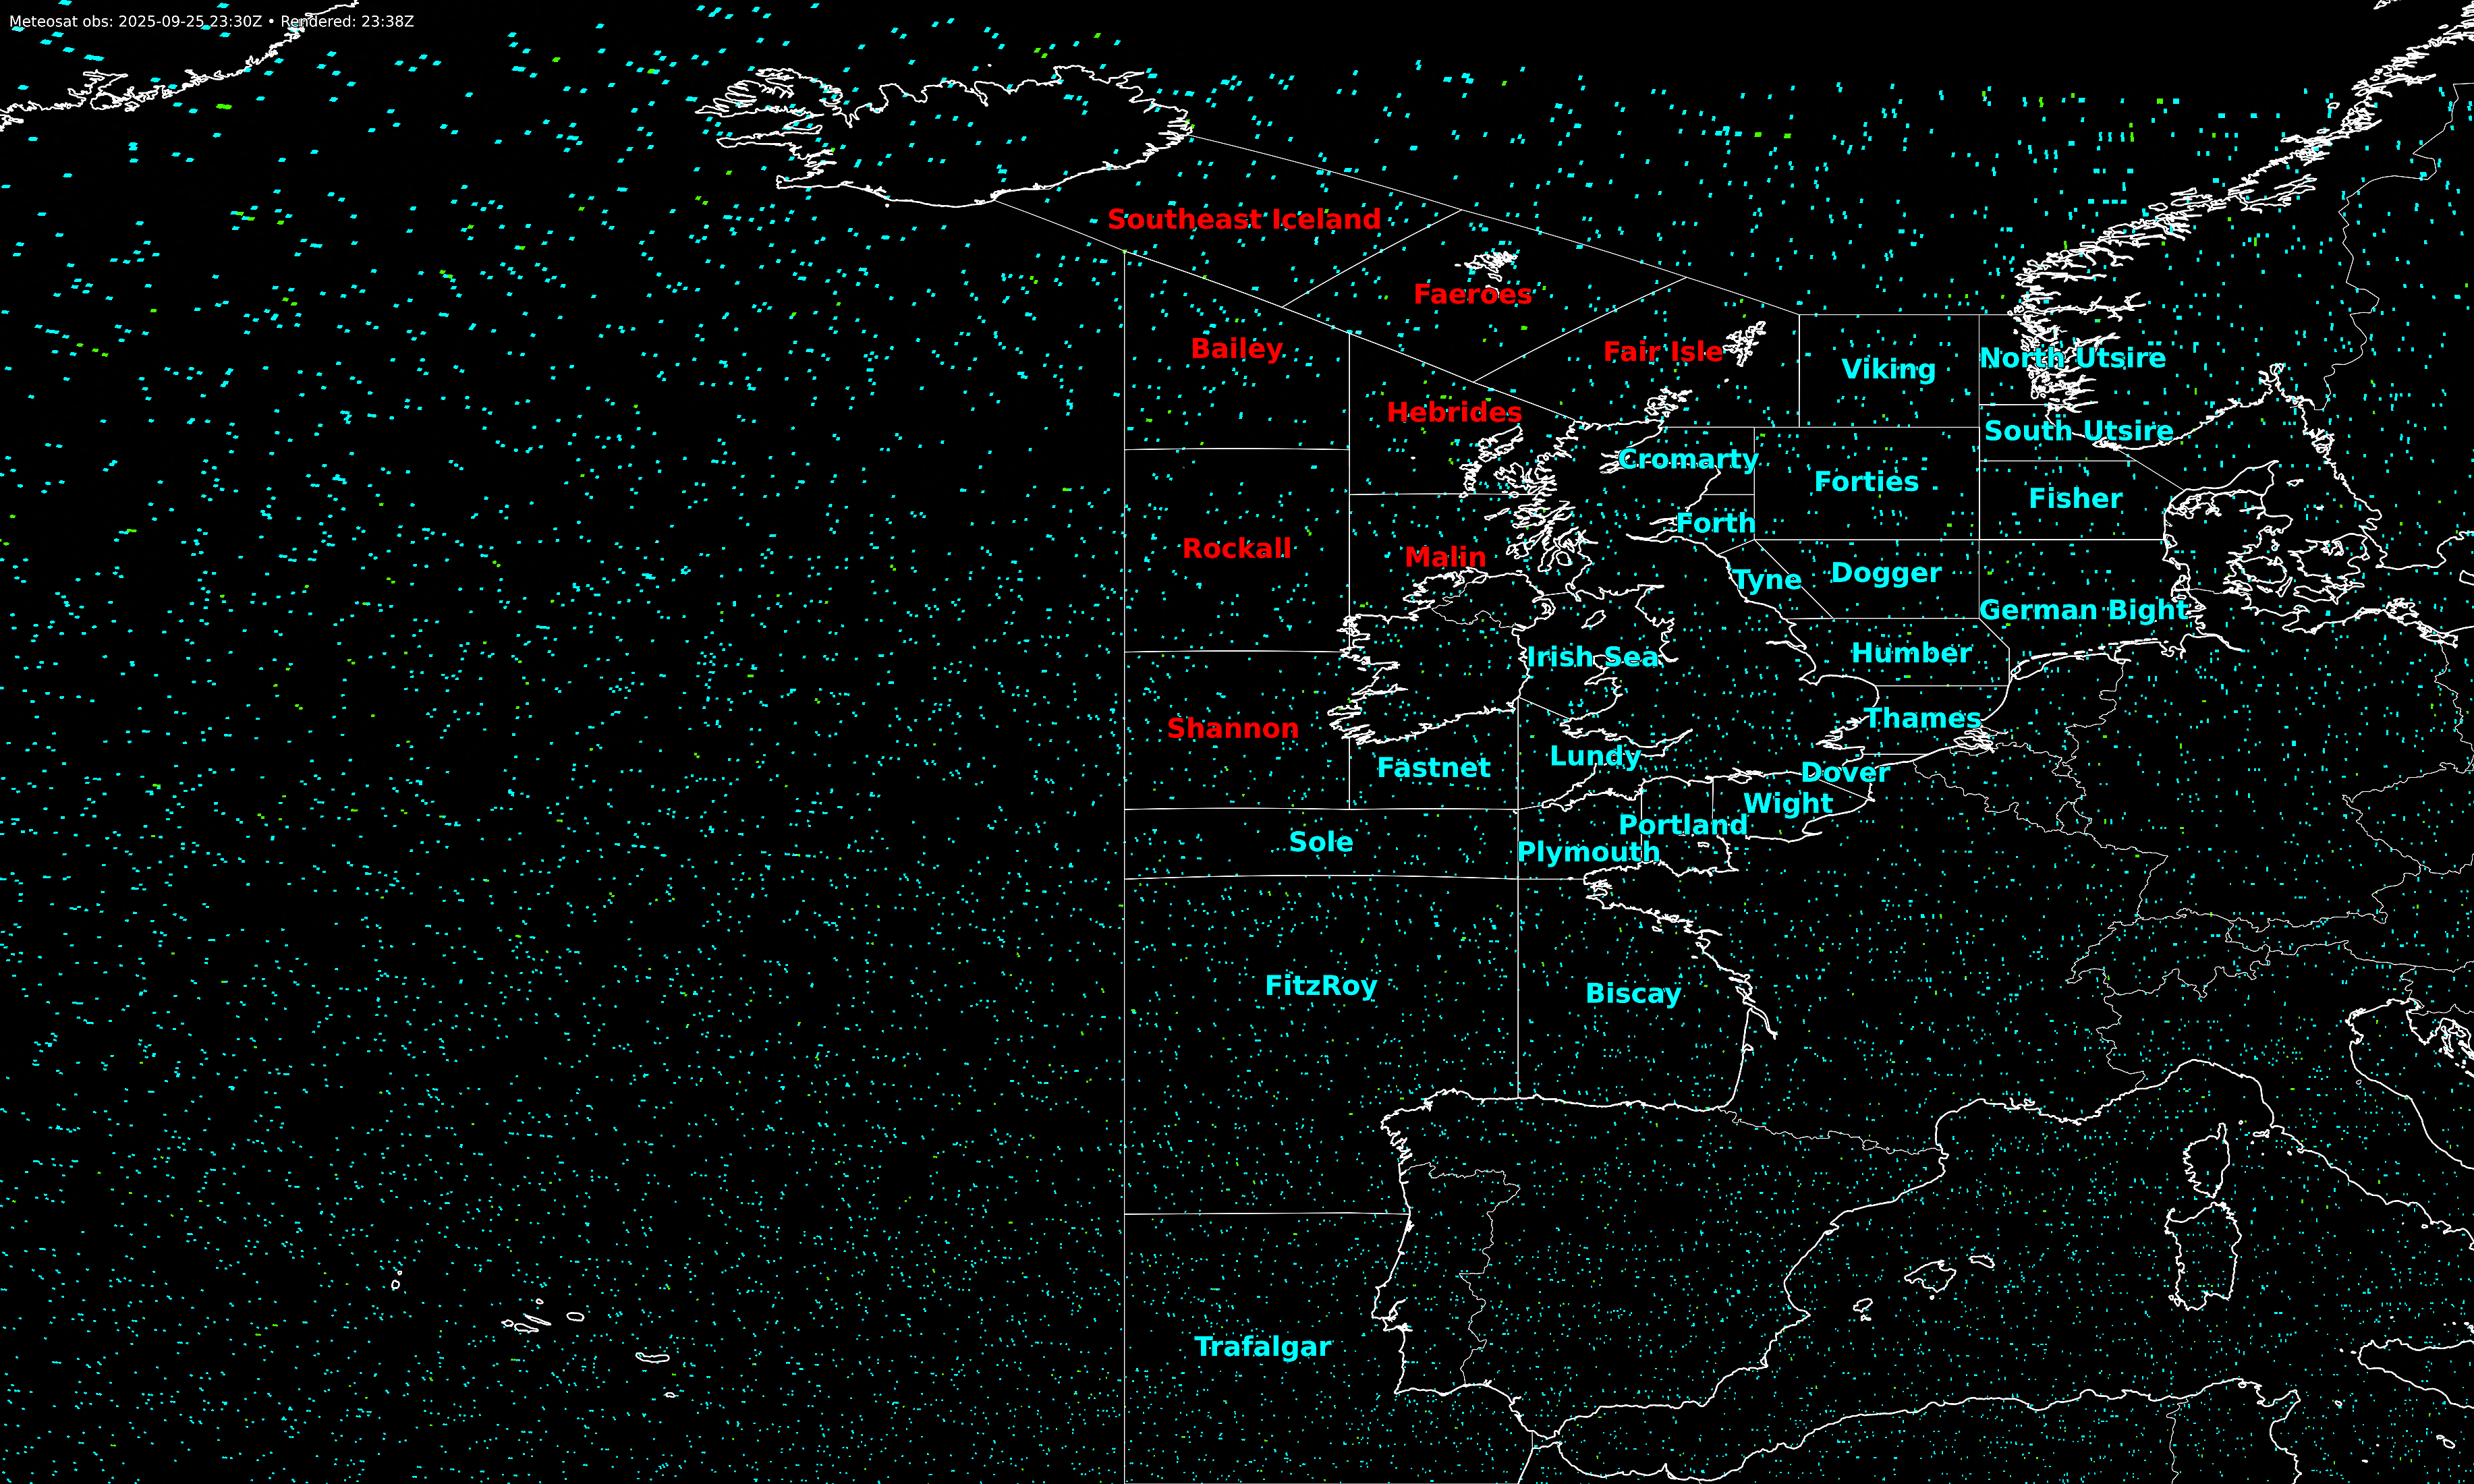 Meteosat obs: 2025-09-25 23:30Z • Rendered: 23:38Z
Southeast Iceland
Faeroes
Bailey
Fair Isle
Viking
North Utsire
Hebrides
South Utsire
Cromarty
Forties
Fisher
Forth
Rockall
Malin
Tyne
Dogger
German Bight
Irish Sea
Humber
Shannon
Thames
Fastnet
Lundy
Dover
Wight
Portland
Sole
Plymouth
FitzRoy
Biscay
Trafalgar